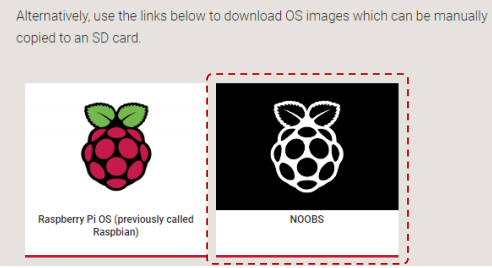 Alternatively, use the links below to download OS images which can be manually
copied to an SD card.
Raspberry Pi OS (previously called
Raspbian)
NOOBS